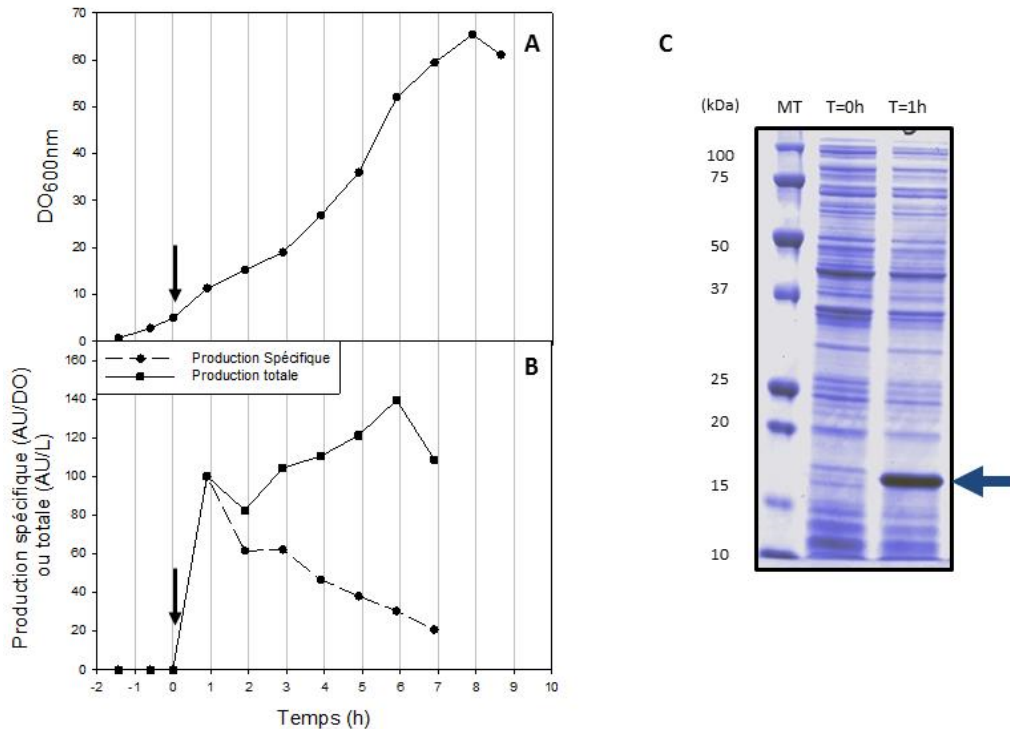 A
DO600nm
70
60
50
40
30
20
10
0
B
Production Spécifique
Production totale
Production spécifique (AU/DO)
ou totale (AU/L)
160
140
120
100
80
60
40
20
0
-2 -1 0 1 2 3 4 5 6 7 8 9 10
Temps (h)
C
(kDa) MT T=0h T=1h
100
75
50
37
25
20
15
10